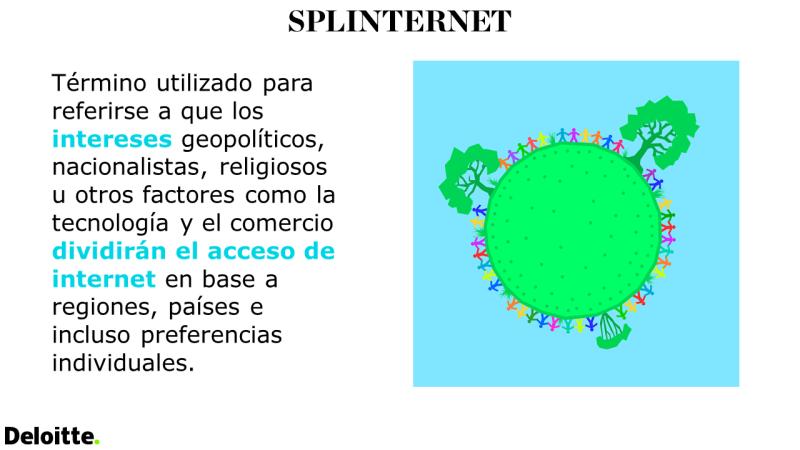 SPLINTERNET
Término utilizado para
referirse a que los
intereses geopolíticos,
nacionalistas, religiosos
u otros factores como la
tecnología y el comercio
dividirán el acceso de
internet en base a
regiones, países e
incluso preferencias
individuales.
Deloitte.